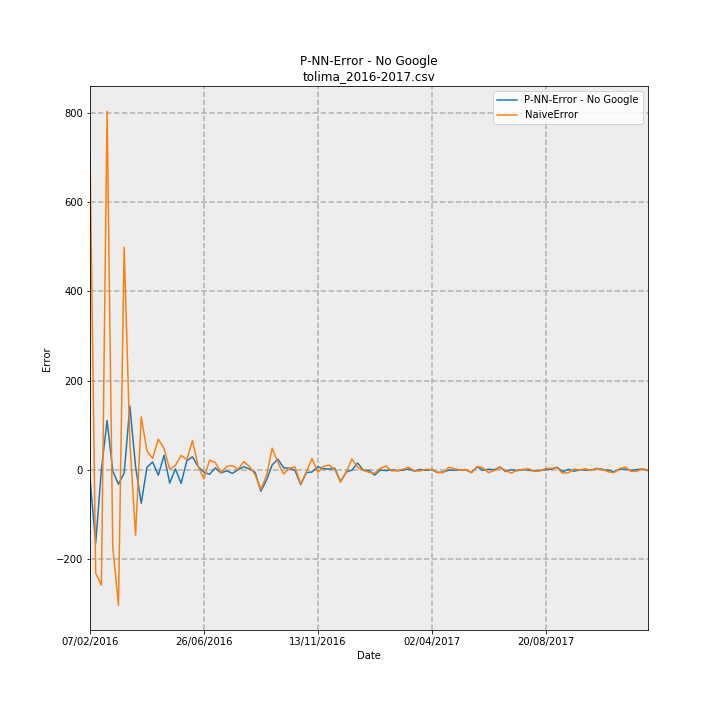 P-NN-Error - No Google
tolima_2016-2017.csv
P-NN-Error - No Google
NaiveError
800
600
400
200
0
−200
Error
07/02/2016
26/06/2016
13/11/2016
02/04/2017
20/08/2017
Date